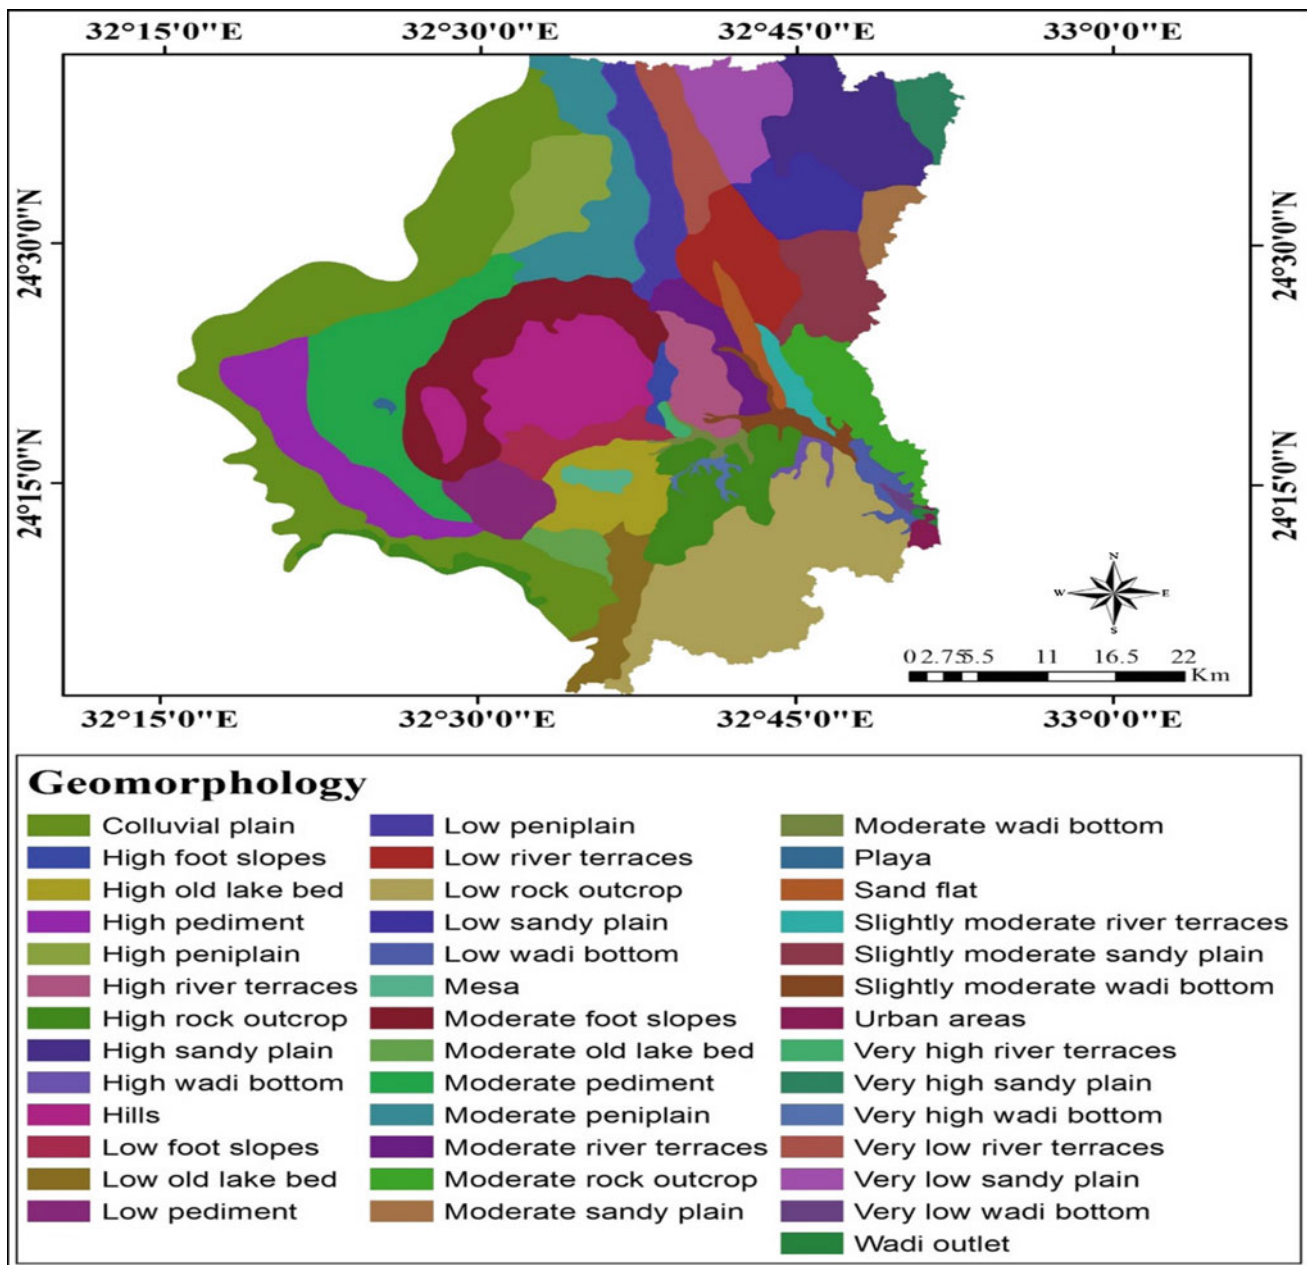 32°15'0"E 32°30'0"E 32°45'0"E 33°0'0"E
24°30'0"N 24°30'0"N
24°15'0"N 24°15'0"N
N
W E
S
0 2.75 5.5 11 16.5 22
Km
32°15'0"E 32°30'0"E 32°45'0"E 33°0'0"E
Geomorphology
Colluvial plain
High foot slopes
High old lake bed
High pediment
High peniplain
High river terraces
High rock outcrop
High sandy plain
High wadi bottom
Hills
Low foot slopes
Low old lake bed
Low pediment
Low peniplain
Low river terraces
Low rock outcrop
Low sandy plain
Low wadi bottom
Mesa
Moderate foot slopes
Moderate old lake bed
Moderate pediment
Moderate peniplain
Moderate river terraces
Moderate rock outcrop
Moderate sandy plain
Moderate wadi bottom
Playa
Sand flat
Slightly moderate river terraces
Slightly moderate sandy plain
Slightly moderate wadi bottom
Urban areas
Very high river terraces
Very high sandy plain
Very high wadi bottom
Very low river terraces
Very low sandy plain
Very low wadi bottom
Wadi outlet